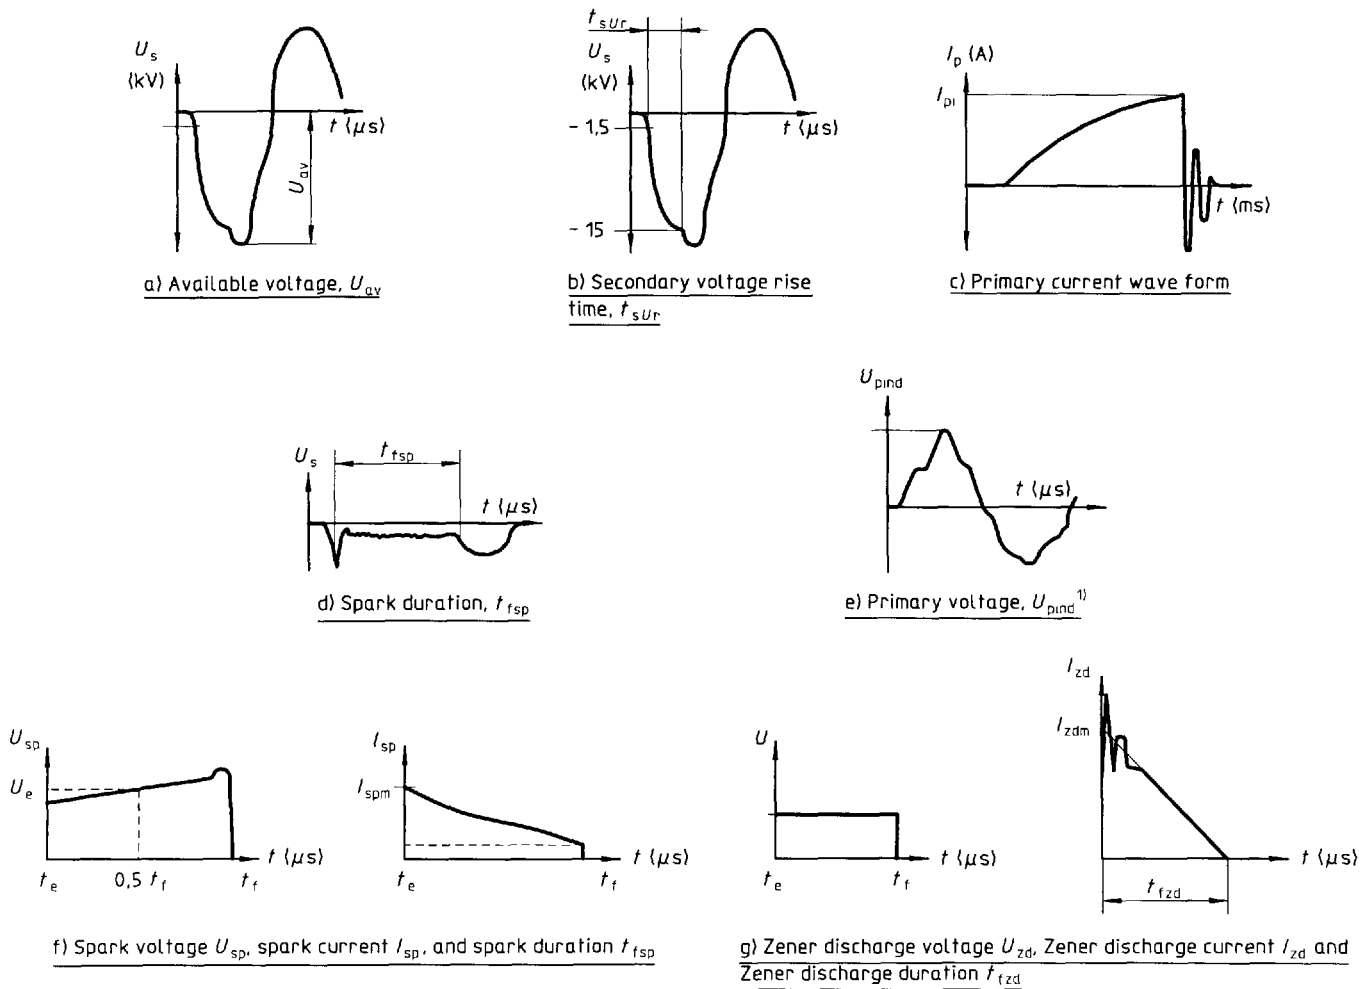 U_s
(kV)
t (μs)
U_av
a) Available voltage, U_av
t_sUr
U_s
(kV)
- 1,5
t (μs)
- 15
b) Secondary voltage rise
time, t_sUr
I_p (A)
I_pi
t (ms)
c) Primary current wave form
U_s
t_fsp
t (μs)
d) Spark duration, t_fsp
U_pind
t (μs)
e) Primary voltage, U_pind 1)
U_sp
U_e
t (μs)
t_e
0,5 t_f
t_f
I_sp
I_spm
t (μs)
t_e
t_f
f) Spark voltage U_sp, spark current I_sp, and spark duration t_fsp
U
t (μs)
t_e
t_f
I_zd
I_zdm
t (μs)
t_fzd
g) Zener discharge voltage U_zd, Zener discharge current I_zd and
Zener discharge duration t_fzd